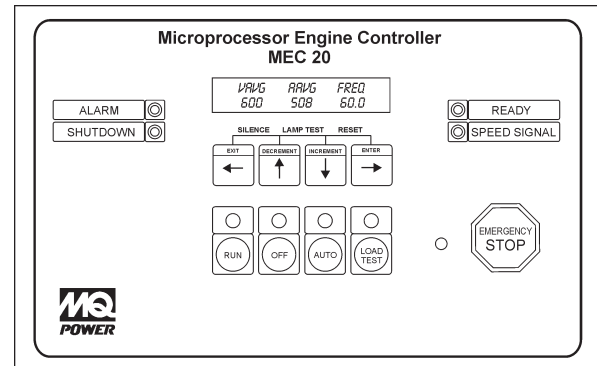 Microprocessor Engine Controller
MEC 20
VAVG AAVG FREQ
600 508 60.0
ALARM
SHUTDOWN
READY
SPEED SIGNAL
SILENCE LAMP TEST RESET
EXIT DECREMENT INCREMENT ENTER
RUN OFF AUTO LOAD
TEST
EMERGENCY
STOP
MQ
POWER